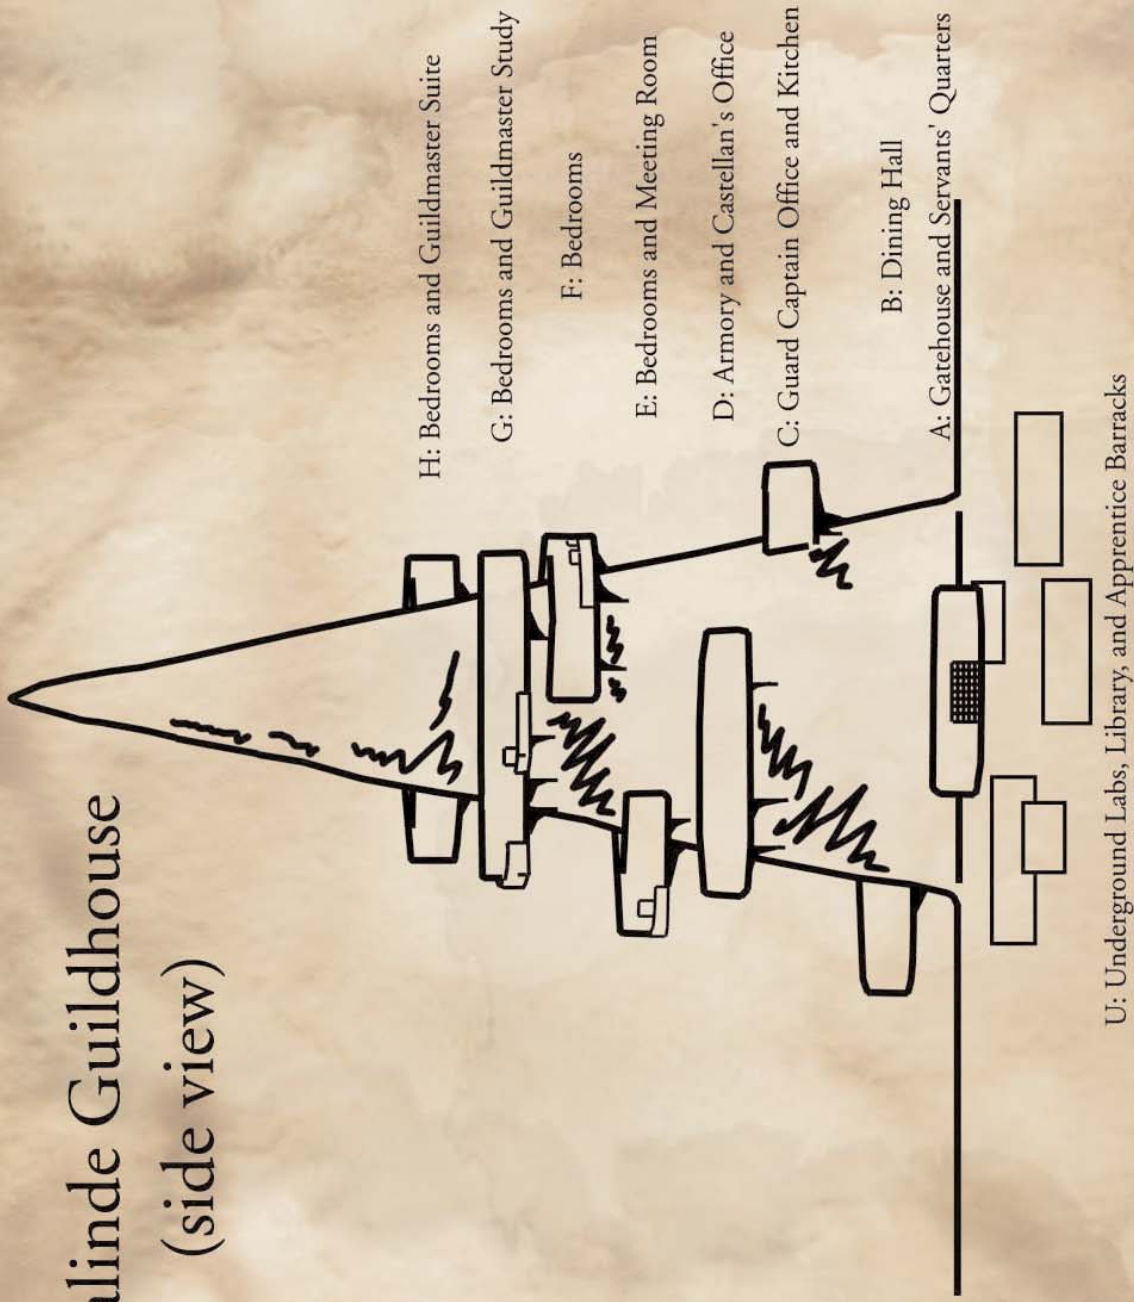 Guildhouse
(side view)
H: Bedrooms and Guildmaster Suite
G: Bedrooms and Guildmaster Study
F: Bedrooms
E: Bedrooms and Meeting Room
D: Armory and Castellan's Office
C: Guard Captain Office and Kitchen
B: Dining Hall
A: Gatehouse and Servants' Quarters
U: Underground Labs, Library, and Apprentice Barracks